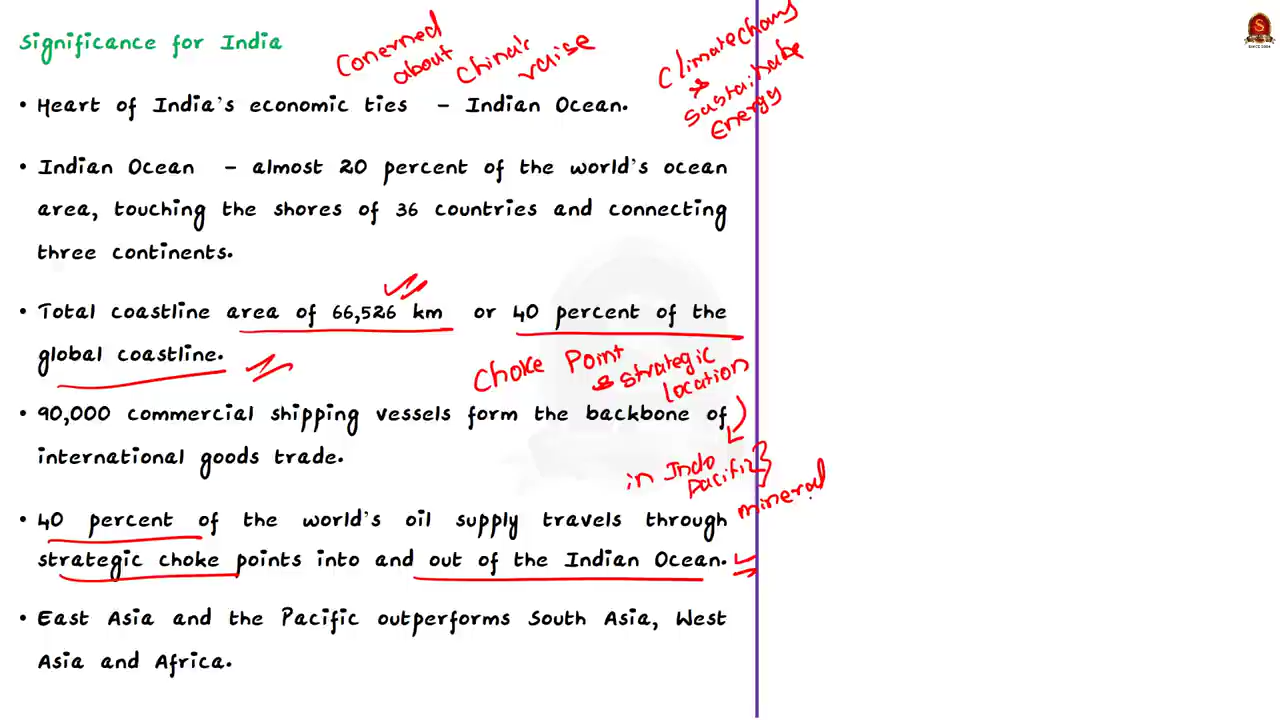 Significance for India
Conerned
about
China's
raise
Climatechang
sustainabe
Energy
• Heart of India's economic ties – Indian Ocean.
• Indian Ocean – almost 20 percent of the world's ocean
area, touching the shores of 36 countries and connecting
three continents.
• Total coastline area of 66,526 km or 40 percent of the
global coastline.
Choke Point
strategic
location
• 90,000 commercial shipping vessels form the backbone of
international goods trade.
in Indo
Pacific
mineral
• 40 percent of the world's oil supply travels through
strategic choke points into and out of the Indian Ocean.
• East Asia and the Pacific outperforms South Asia, West
Asia and Africa.
S
SINCE 2004